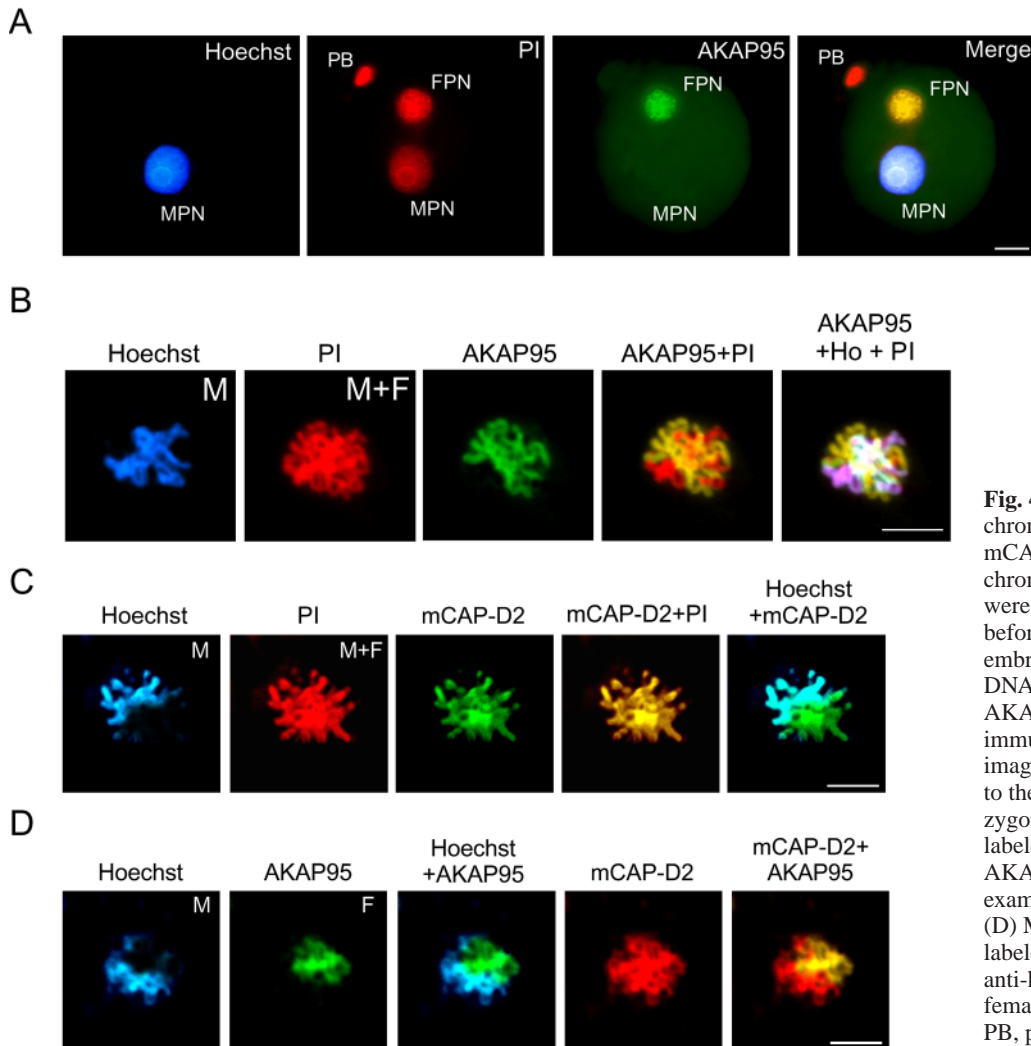 A
Hoechst
PI
AKAP95
Merge
PB
FPN
FPN
PB
FPN
MPN
MPN
MPN
MPN
B
Hoechst
PI
AKAP95
AKAP95+PI
AKAP95
+Ho + PI
M
M+F
C
Hoechst
PI
mCAP-D2
mCAP-D2+PI
Hoechst
+mCAP-D2
M
M+F
D
Hoechst
AKAP95
Hoechst
+AKAP95
mCAP-D2
mCAP-D2+
AKAP95
M
F
Fig. 4
chron
mCA
chron
were
befor
embr
DNA
AKA
immu
imag
to the
zygo
label
AKA
exam
(D) M
label
anti-
fema
PB, p